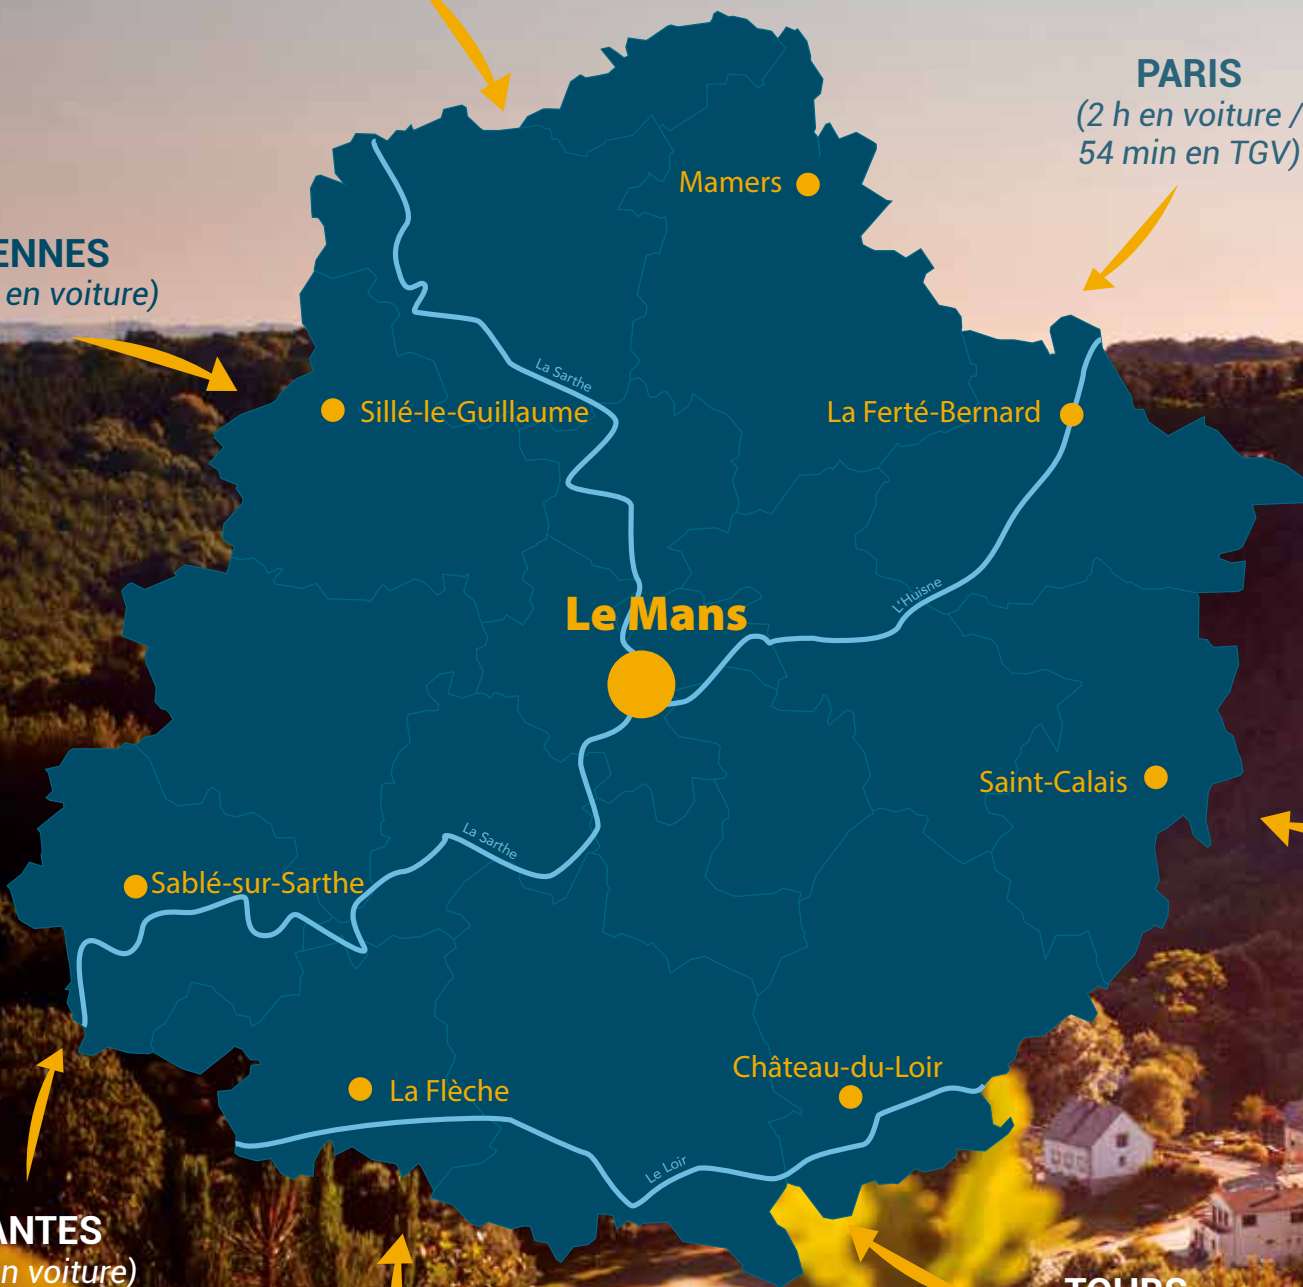 PARIS
(2 h en voiture /
54 min en TGV)
Mamers
ENNES
en voiture)
La Sarthe
Sillé-le-Guillaume
La Ferté-Bernard
L'Huisne
Le Mans
Saint-Calais
La Sarthe
Sablé-sur-Sarthe
Château-du-Loir
La Flèche
Le Loir
ANTES
en voiture)
TOURS